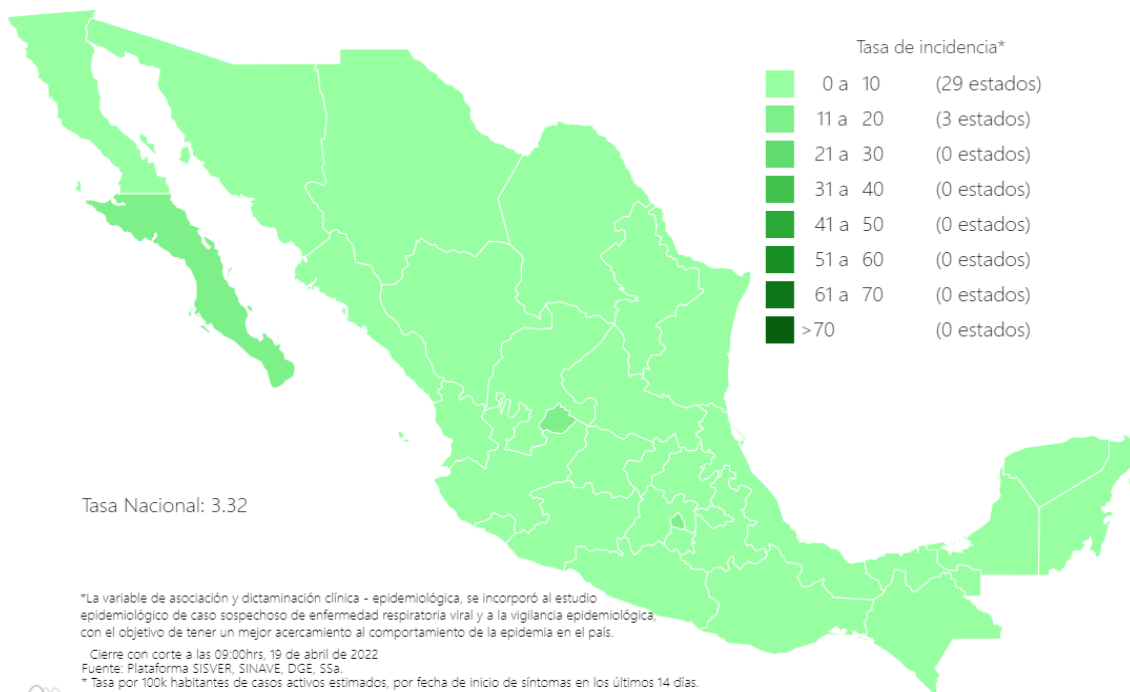 Tasa de incidencia*
0 a 10 (29 estados)
11 a 20 (3 estados)
21 a 30 (0 estados)
31 a 40 (0 estados)
41 a 50 (0 estados)
51 a 60 (0 estados)
61 a 70 (0 estados)
>70 (0 estados)
Tasa Nacional: 3.32
*La variable de asociación y dictaminación clínica - epidemiológica, se incorporó al estudio
epidemiológico de caso sospechoso de enfermedad respiratoria viral y a la vigilancia epidemiológica,
con el objetivo de tener un mejor acercamiento al comportamiento de la epidemia en el país.
Cierre con corte a las 09:00hrs, 19 de abril de 2022
Fuente: Plataforma SISVER, SINAVE, DGE, SSa.
* Tasa por 100k habitantes de casos activos estimados, por fecha de inicio de síntomas en los últimos 14 días.